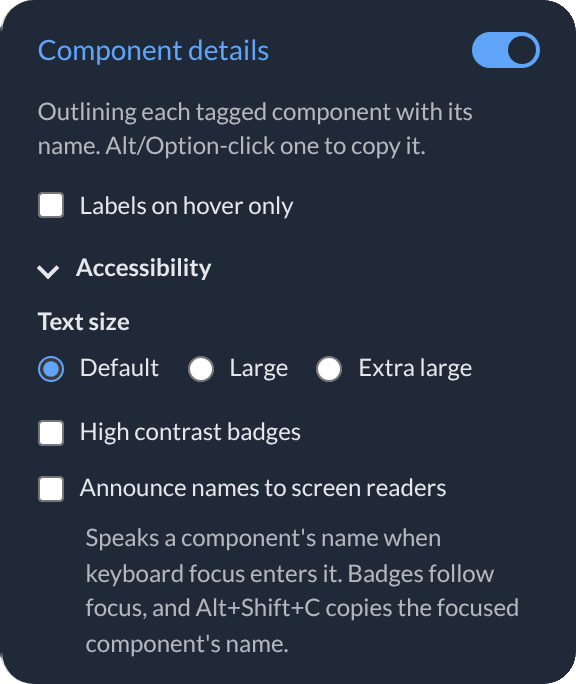 Component details
Outlining each tagged component with its
name. Alt/Option-click one to copy it.
Labels on hover only
Accessibility
Text size
Default Large Extra large
High contrast badges
Announce names to screen readers
Speaks a component's name when
keyboard focus enters it. Badges follow
focus, and Alt+Shift+C copies the focused
component's name.